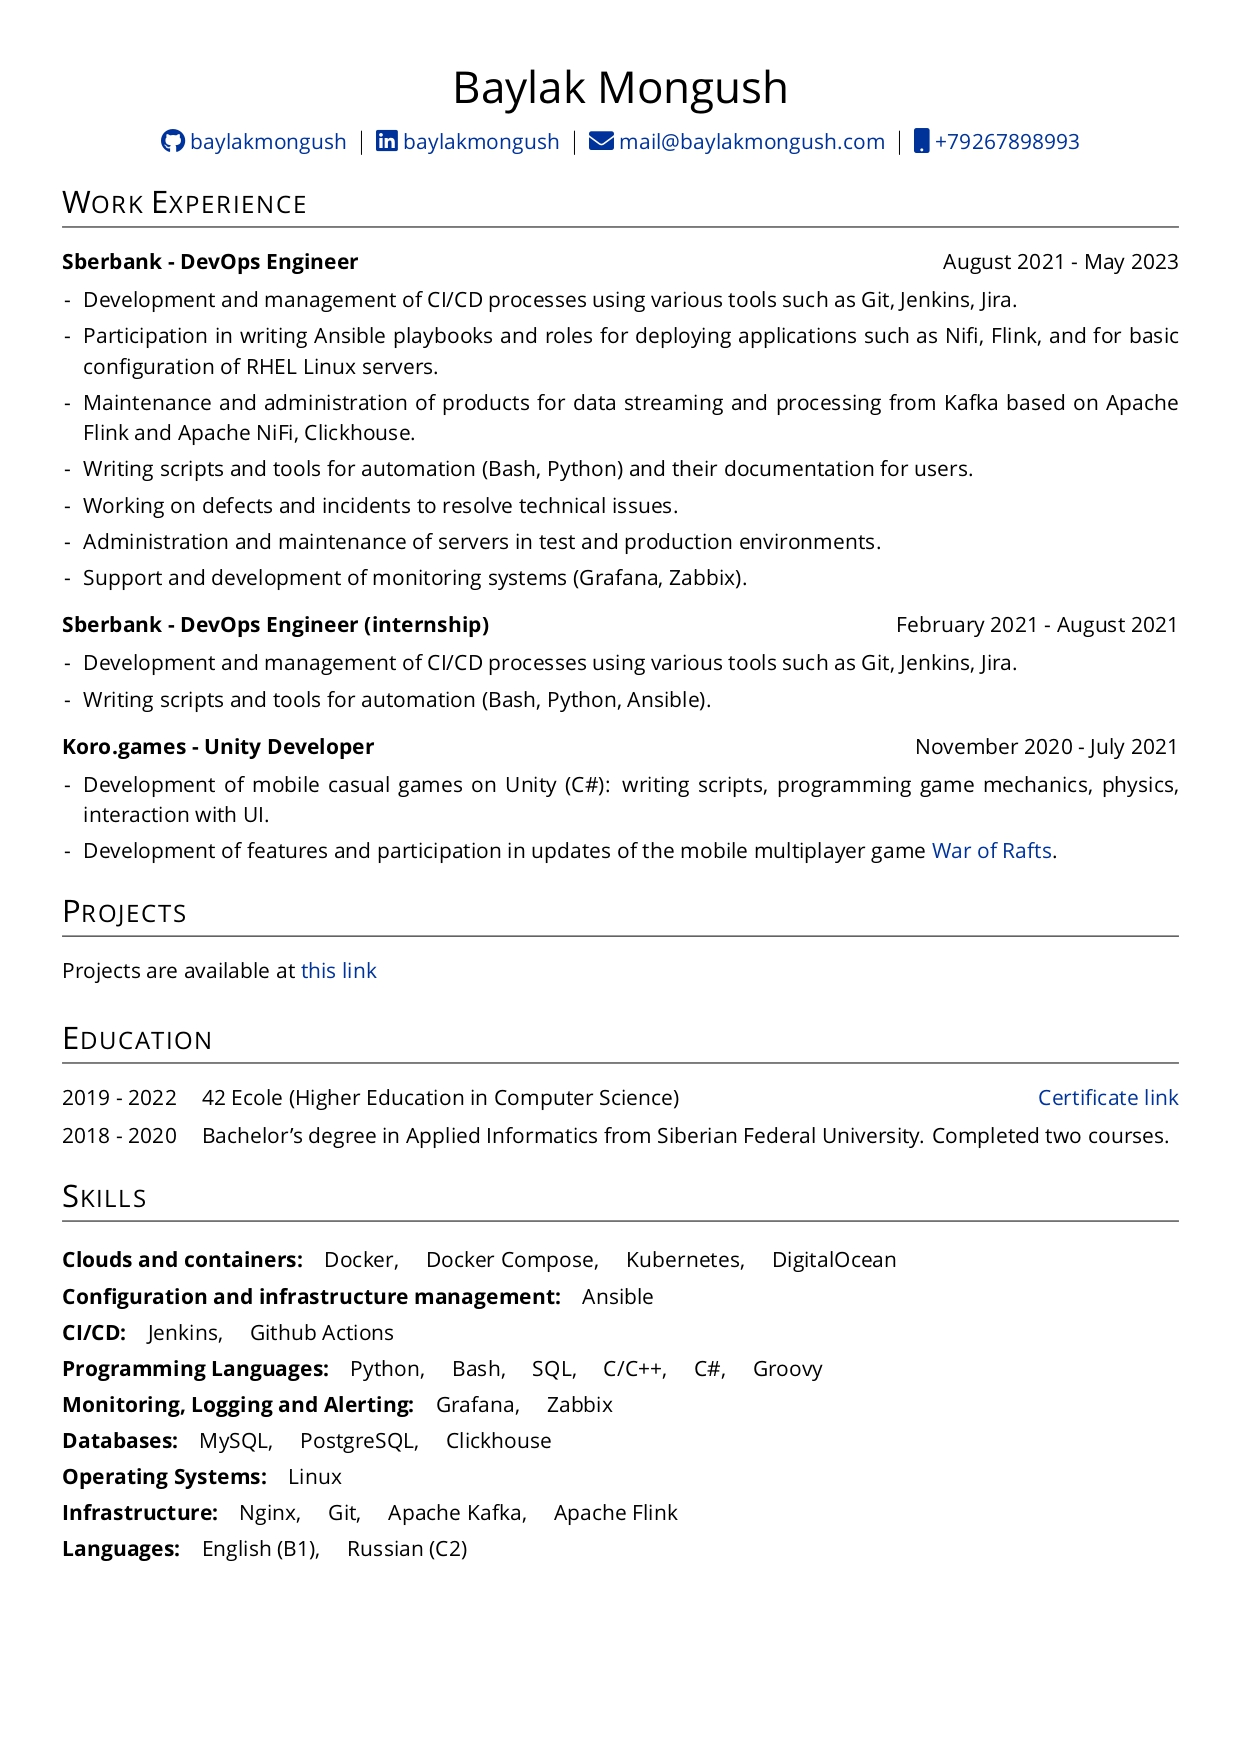 Baylak Mongush
baylakmongush | baylakmongush | mail@baylakmongush.com | +79267898993
WORK EXPERIENCE
Sberbank - DevOps Engineer August 2021 - May 2023
- Development and management of CI/CD processes using various tools such as Git, Jenkins, Jira.
- Participation in writing Ansible playbooks and roles for deploying applications such as Nifi, Flink, and for basic
configuration of RHEL Linux servers.
- Maintenance and administration of products for data streaming and processing from Kafka based on Apache
Flink and Apache NiFi, Clickhouse.
- Writing scripts and tools for automation (Bash, Python) and their documentation for users.
- Working on defects and incidents to resolve technical issues.
- Administration and maintenance of servers in test and production environments.
- Support and development of monitoring systems (Grafana, Zabbix).
Sberbank - DevOps Engineer (internship) February 2021 - August 2021
- Development and management of CI/CD processes using various tools such as Git, Jenkins, Jira.
- Writing scripts and tools for automation (Bash, Python, Ansible).
Koro.games - Unity Developer November 2020 - July 2021
- Development of mobile casual games on Unity (C#): writing scripts, programming game mechanics, physics,
interaction with UI.
- Development of features and participation in updates of the mobile multiplayer game War of Rafts.
PROJECTS
Projects are available at this link
EDUCATION
2019 - 2022 42 Ecole (Higher Education in Computer Science) Certificate link
2018 - 2020 Bachelor’s degree in Applied Informatics from Siberian Federal University. Completed two courses.
SKILLS
Clouds and containers: Docker, Docker Compose, Kubernetes, DigitalOcean
Configuration and infrastructure management: Ansible
CI/CD: Jenkins, Github Actions
Programming Languages: Python, Bash, SQL, C/C++, C#, Groovy
Monitoring, Logging and Alerting: Grafana, Zabbix
Databases: MySQL, PostgreSQL, Clickhouse
Operating Systems: Linux
Infrastructure: Nginx, Git, Apache Kafka, Apache Flink
Languages: English (B1), Russian (C2)